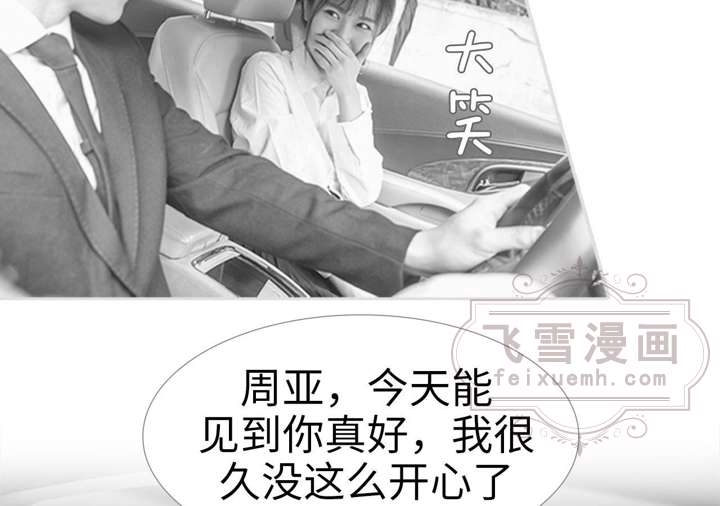 大笑
飞雪漫画
feixuemh.com
周亚，今天能
见到你真好，我很
久没这么开心了